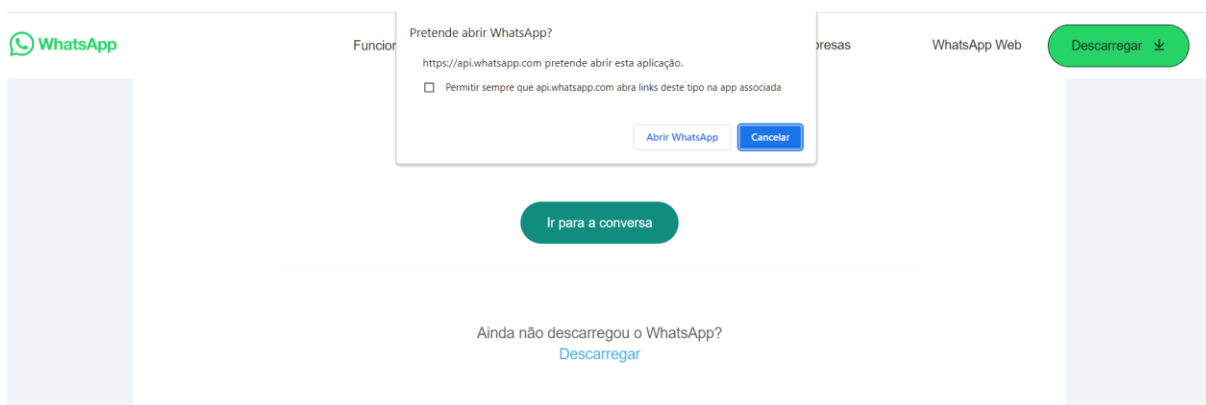 WhatsApp
Funcior
presas
WhatsApp Web
Descarregar
Pretende abrir WhatsApp?
https://api.whatsapp.com pretende abrir esta aplicação.
Permitir sempre que api.whatsapp.com abra links deste tipo na app associada
Abrir WhatsApp
Cancelar
Ir para a conversa
Ainda não descarregou o WhatsApp?
Descarregar